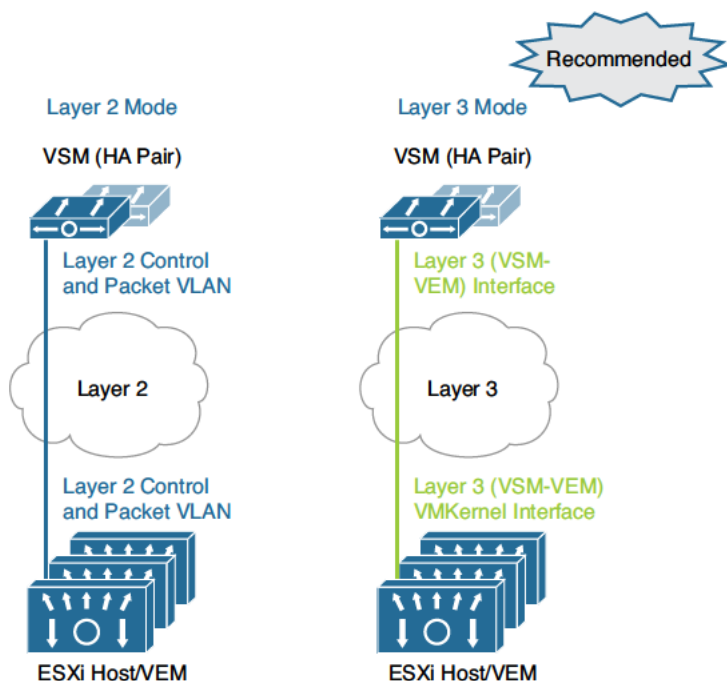 Recommended
Layer 2 Mode
Layer 3 Mode
VSM (HA Pair)
VSM (HA Pair)
Layer 2 Control
and Packet VLAN
Layer 3 (VSM-
VEM) Interface
Layer 2
Layer 3
Layer 2 Control
and Packet VLAN
Layer 3 (VSM-VEM)
VMKernel Interface
ESXi Host/VEM
ESXi Host/VEM